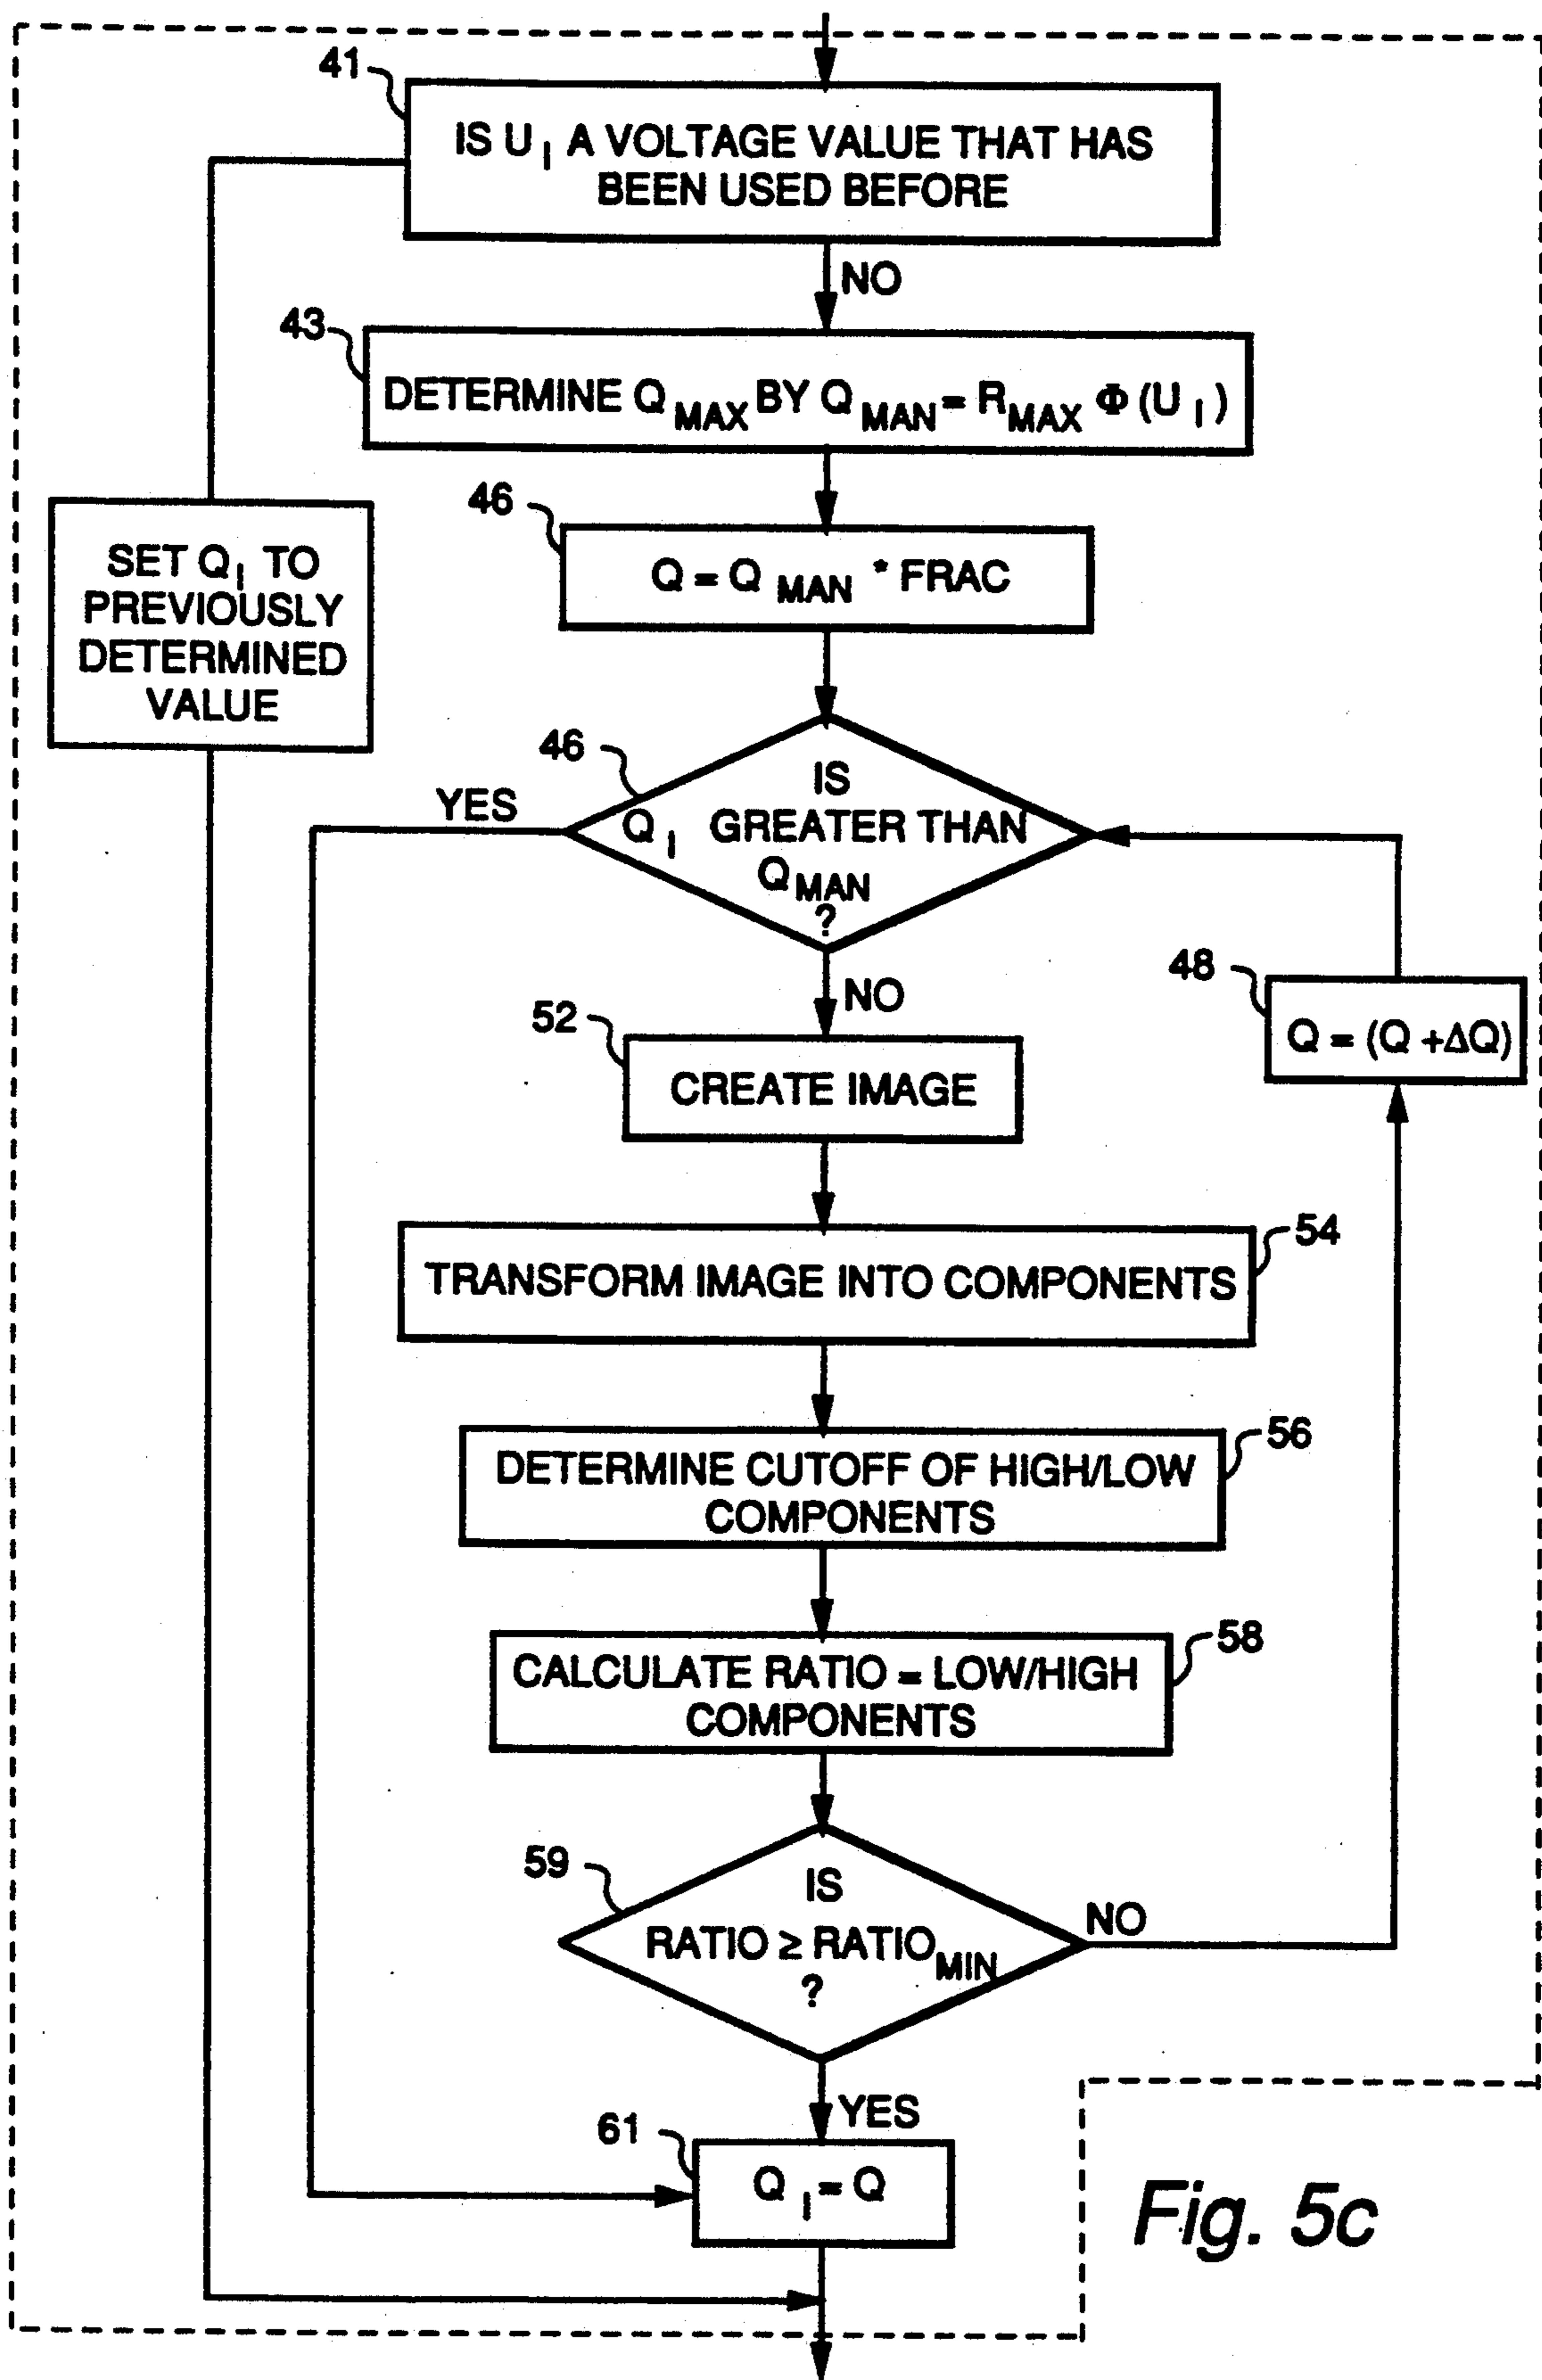 41
IS U I A VOLTAGE VALUE THAT HAS
BEEN USED BEFORE
NO
43
DETERMINE Q MAX BY Q MAN = R MAX Φ (U I)
46
Q = Q MAN * FRAC
SET Q I TO
PREVIOUSLY
DETERMINED
VALUE
46
YES
IS
Q I GREATER THAN
Q MAN
?
NO
48
Q = (Q +ΔQ)
52
CREATE IMAGE
54
TRANSFORM IMAGE INTO COMPONENTS
56
DETERMINE CUTOFF OF HIGH/LOW
COMPONENTS
58
CALCULATE RATIO = LOW/HIGH
COMPONENTS
59
IS
RATIO ≥ RATIO MIN
?
NO
YES
61
Q I = Q
Fig. 5c